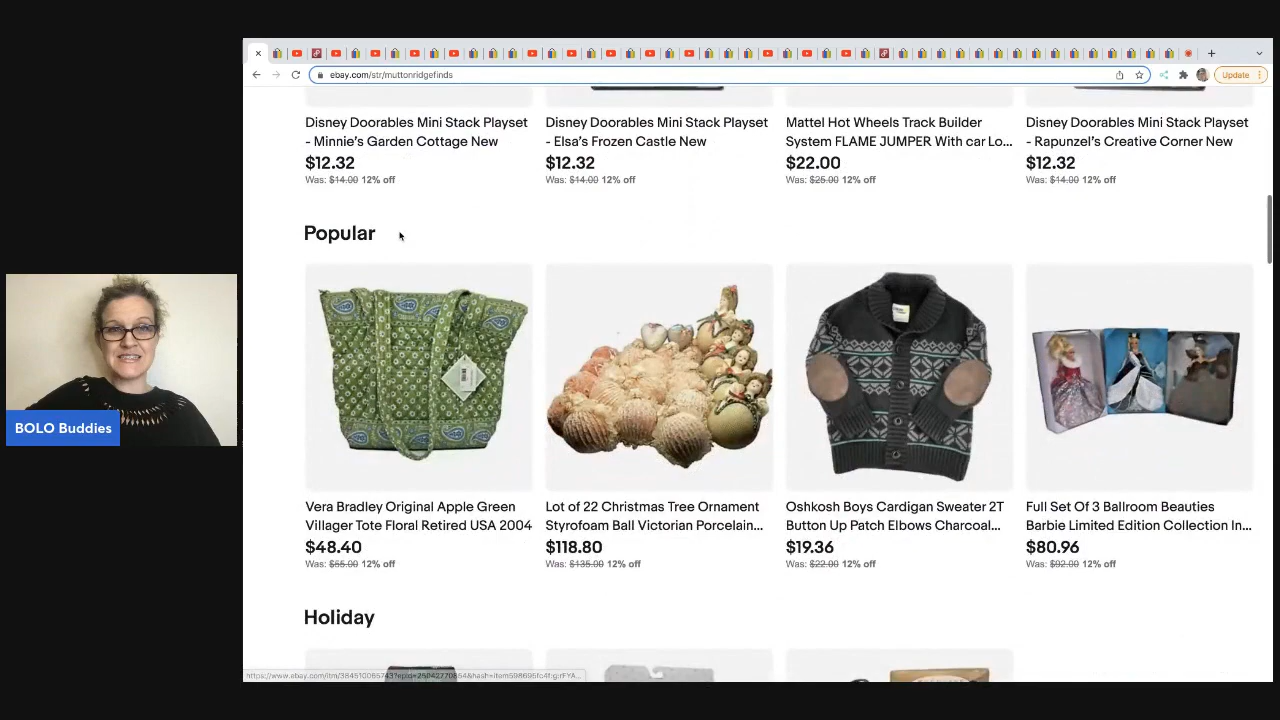 ebay.com/str/muttonridgefinds
Update
Disney Doorables Mini Stack Playset
- Minnie's Garden Cottage New
$12.32
Was: $14.00 12% off
Disney Doorables Mini Stack Playset
- Elsa's Frozen Castle New
$12.32
Was: $14.00 12% off
Mattel Hot Wheels Track Builder
System FLAME JUMPER With car Lo...
$22.00
Was: $25.00 12% off
Disney Doorables Mini Stack Playset
- Rapunzel's Creative Corner New
$12.32
Was: $14.00 12% off
Popular
Vera Bradley Original Apple Green
Villager Tote Floral Retired USA 2004
$48.40
Was: $55.00 12% off
Lot of 22 Christmas Tree Ornament
Styrofoam Ball Victorian Porcelain...
$118.80
Was: $135.00 12% off
Oshkosh Boys Cardigan Sweater 2T
Button Up Patch Elbows Charcoal...
$19.36
Was: $22.00 12% off
Full Set Of 3 Ballroom Beauties
Barbie Limited Edition Collection In...
$80.96
Was: $92.00 12% off
Holiday
BOLO Buddies